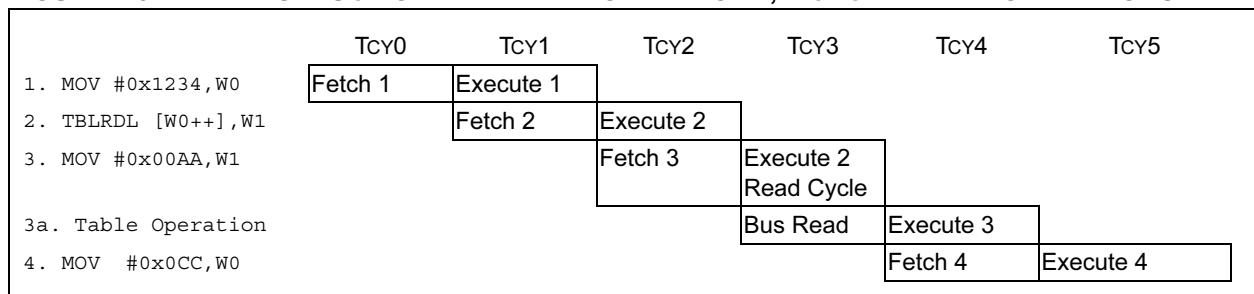 TCY0 TCY1 TCY2 TCY3 TCY4 TCY5
1. MOV #0x1234,W0 Fetch 1 Execute 1
2. TBLRDL [W0++],W1 Fetch 2 Execute 2
3. MOV #0x00AA,W1 Fetch 3 Execute 2
Read Cycle
3a. Table Operation Bus Read Execute 3
4. MOV #0x0CC,W0 Fetch 4 Execute 4